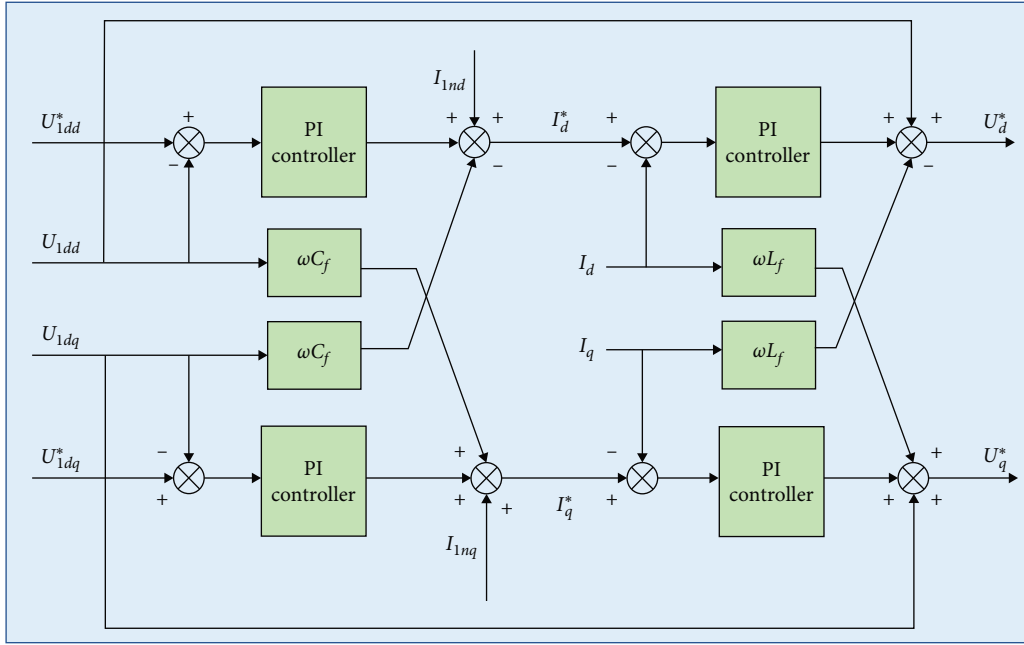 I1nd
U*1dd
+
PI
controller
+
+
I*d
+
PI
controller
+
+
U*d
−
−
−
−
U1dd
ωCf
Id
ωLf
U1dq
ωCf
Iq
ωLf
U*1dq
−
PI
controller
+
−
PI
controller
+
U*q
+
+
+
I*q
+
+
+
I1nq